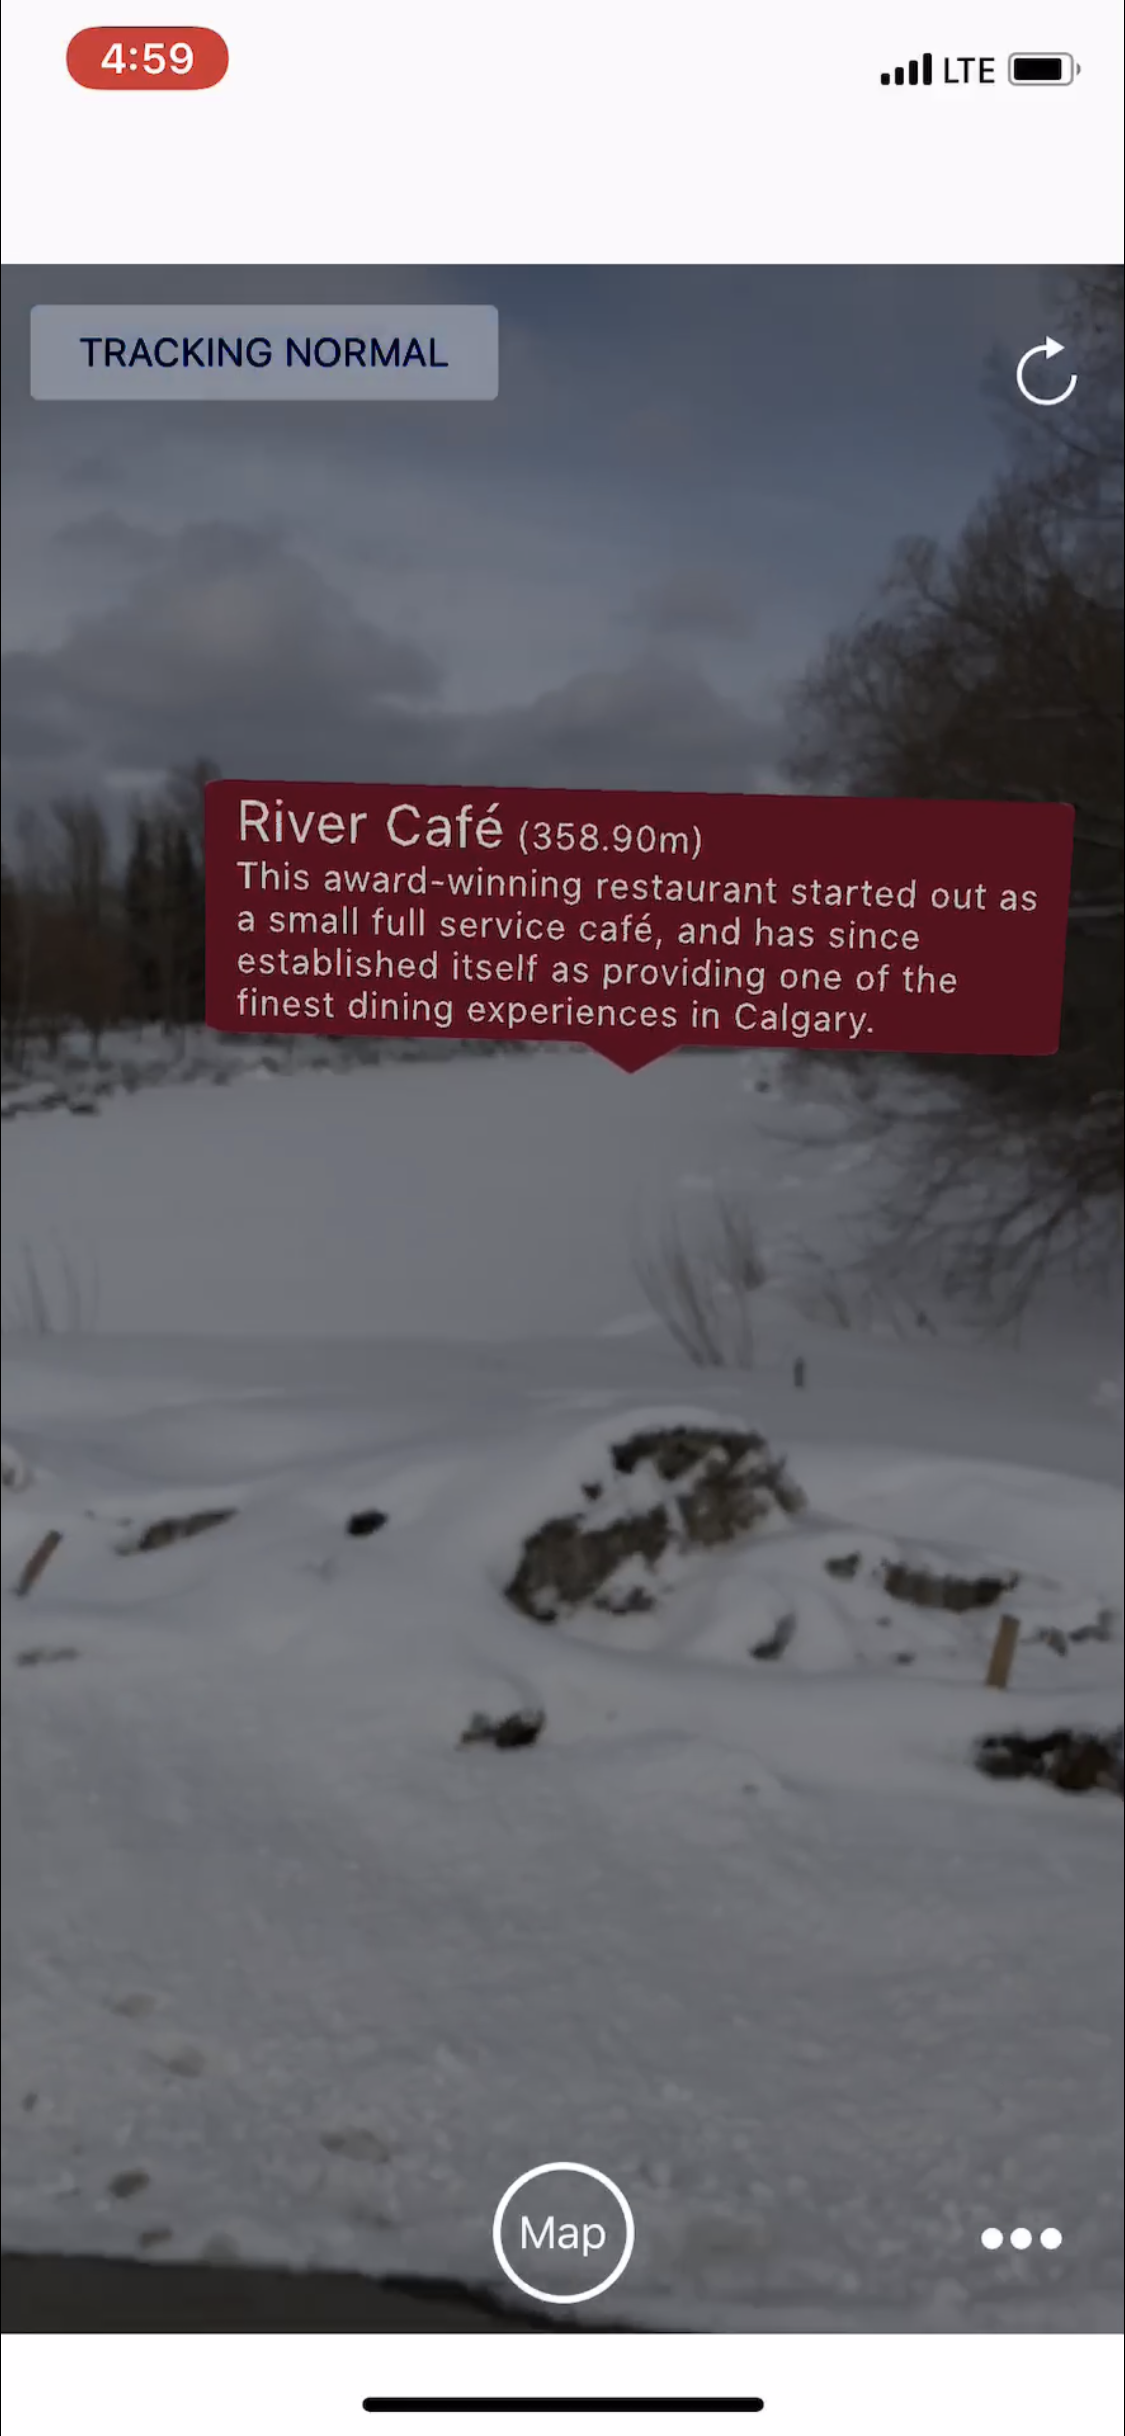 4:59
LTE
TRACKING NORMAL
River Café (358.90m)
This award-winning restaurant started out as
a small full service café, and has since
established itself as providing one of the
finest dining experiences in Calgary.
Map